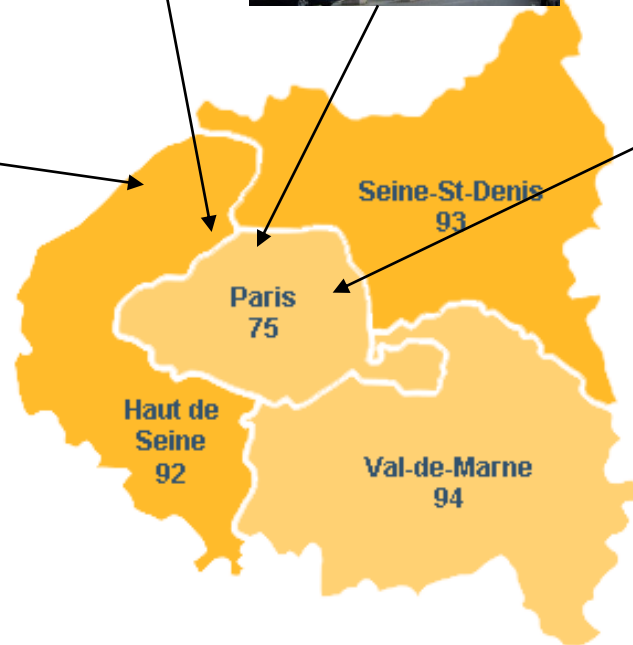 Seine-St-Denis
93
Paris
75
Haut de
Seine
92
Val-de-Marne
94